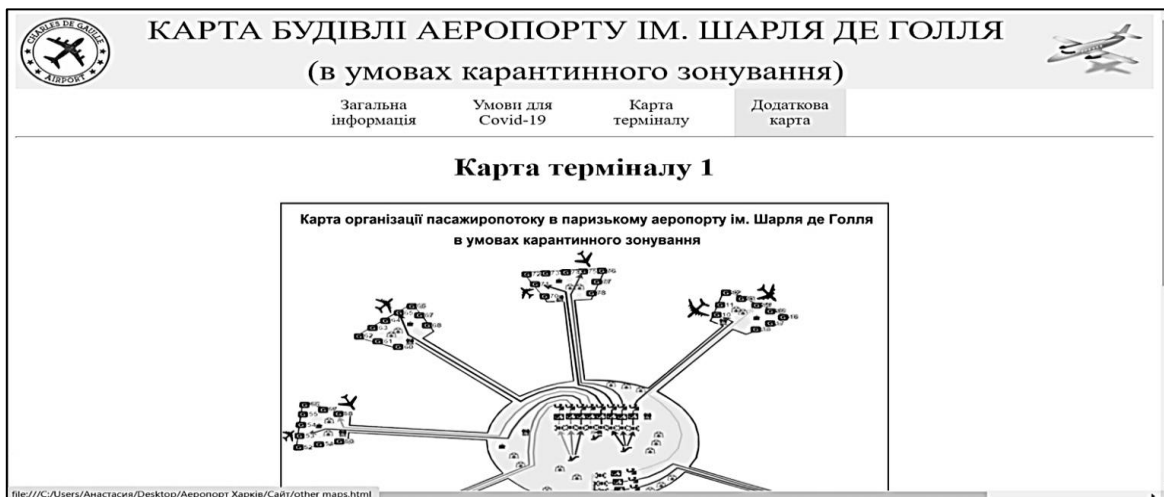 CHARLES DE GAULLE
AIRPORT
КАРТА БУДІВЛІ АЕРОПОРТУ ІМ. ШАРЛЯ ДЕ ГОЛЛЯ
(в умовах карантинного зонування)
Загальна інформація
Умови для Covid-19
Карта терміналу
Додаткова карта
Карта терміналу 1
Карта організації пасажиропотоку в паризькому аеропорту ім. Шарля де Голля
в умовах карантинного зонування
file:///C:/Users/Анастасия/Desktop/Аеропорт Харків/Сайт/other maps.html